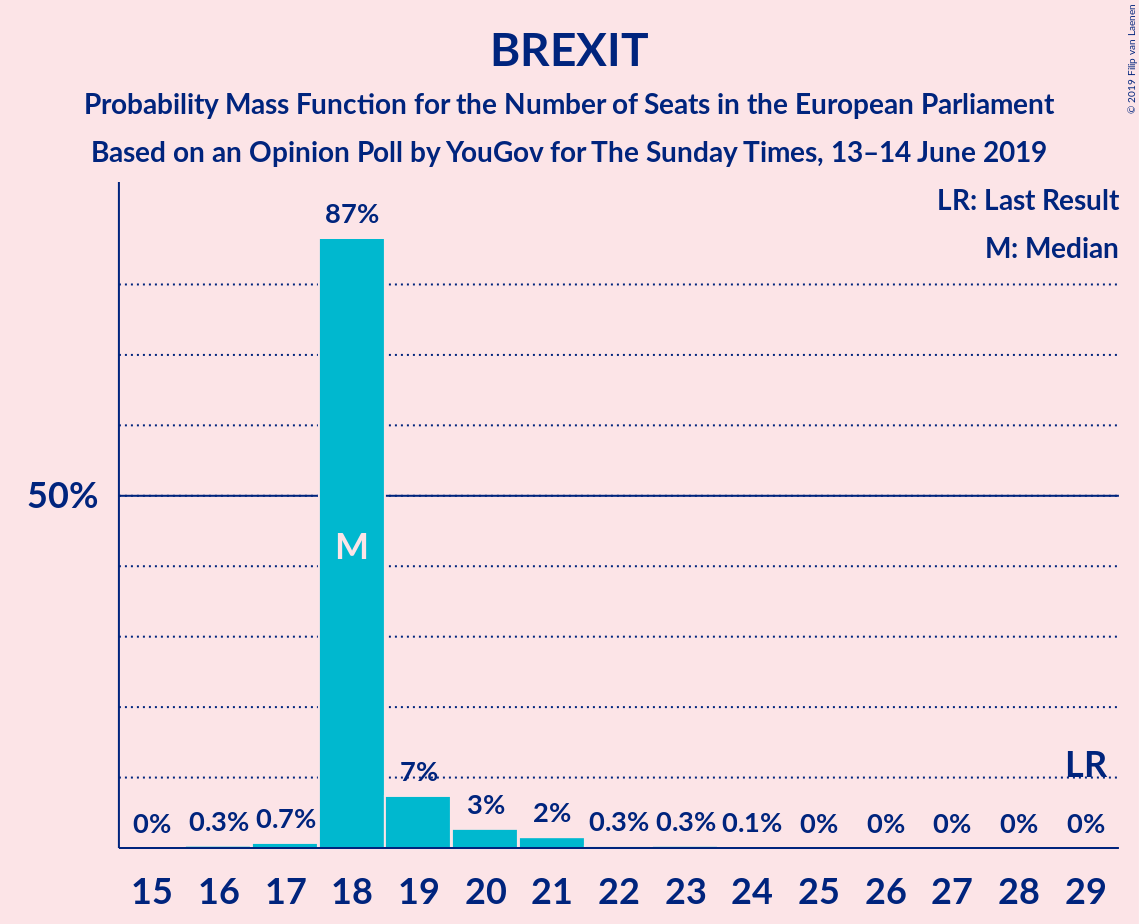 BREXIT
Probability Mass Function for the Number of Seats in the European Parliament
Based on an Opinion Poll by YouGov for The Sunday Times, 13–14 June 2019
© 2019 Filip van Laenen
LR: Last Result
M: Median
87%
50%
M
LR
7%
3%
2%
0% 0.3% 0.7% 0.3% 0.3% 0.1% 0% 0% 0% 0% 0%
15 16 17 18 19 20 21 22 23 24 25 26 27 28 29